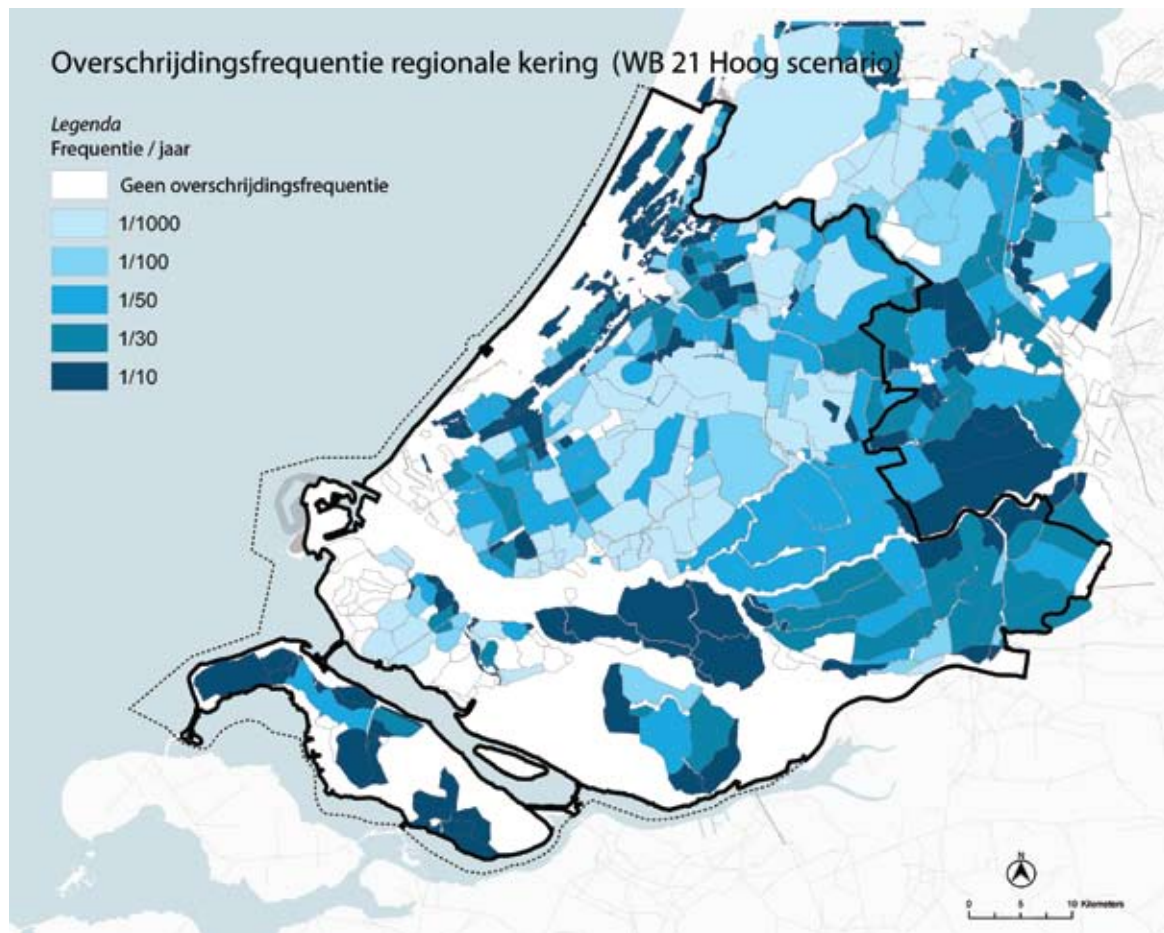 Overschrijdingsfrequentie regionale kering (WB 21 Hoog scenario)
Legenda
Frequentie / jaar
Geen overschrijdingsfrequentie
1/1000
1/100
1/50
1/30
1/10
N
0 5 10 Kilometers